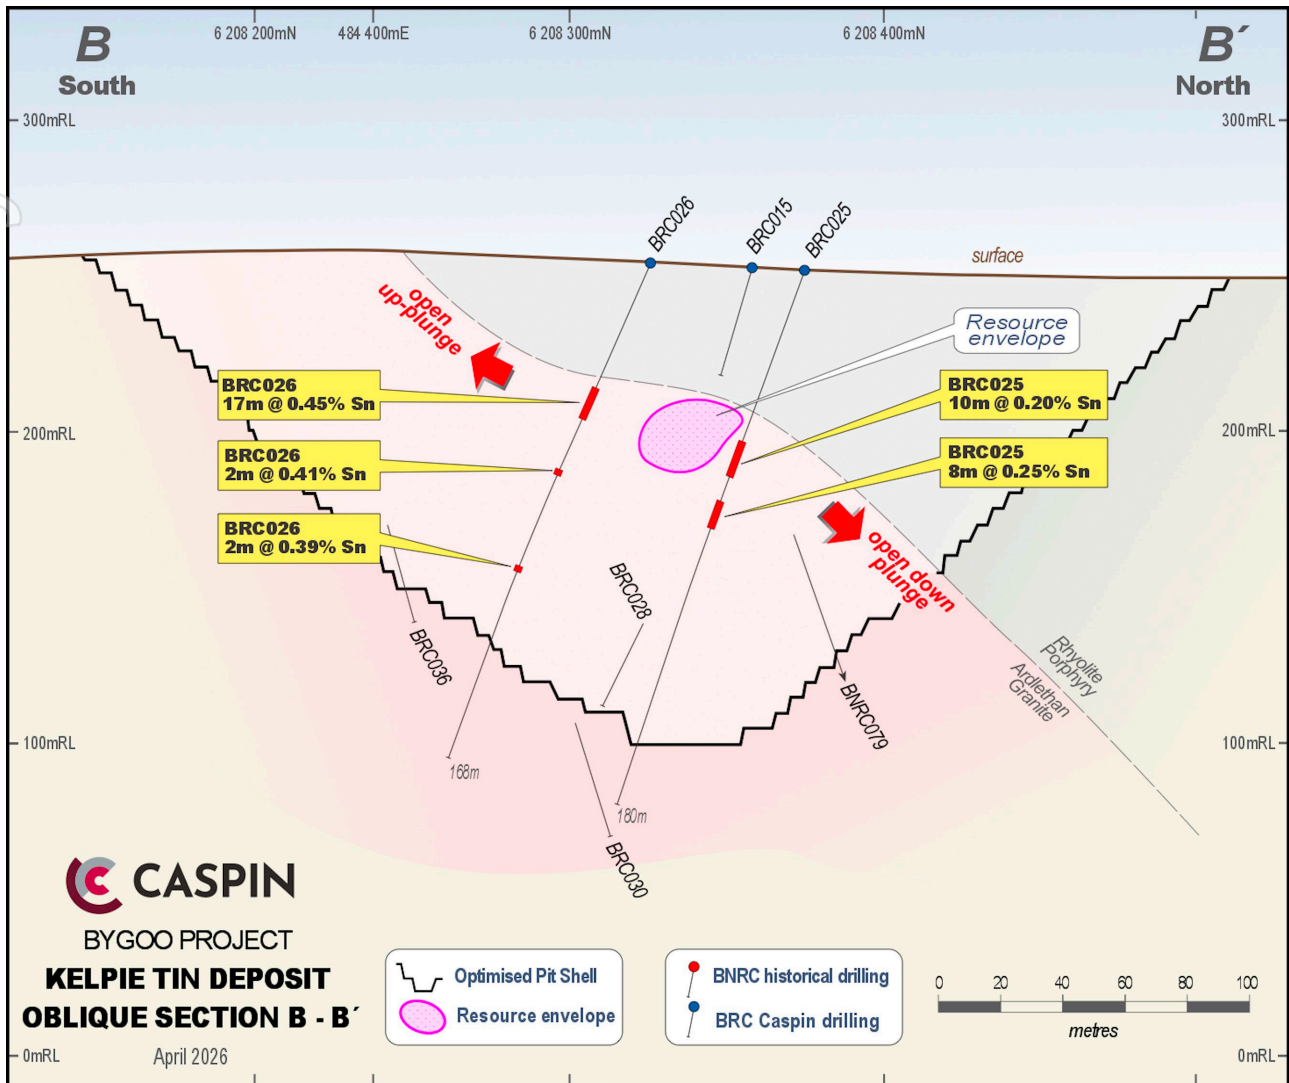 B
South
6 208 200mN
484 400mE
6 208 300mN
6 208 400mN
B´
North
300mRL
300mRL
BRC026
BRC015
BRC025
surface
open
up-plunge
Resource
envelope
BRC026
17m @ 0.45% Sn
BRC025
10m @ 0.20% Sn
200mRL
200mRL
BRC026
2m @ 0.41% Sn
BRC025
8m @ 0.25% Sn
BRC026
2m @ 0.39% Sn
open down
plunge
BRC028
BRC036
BNRC079
Rhyolite
Porphyry
Ardlethan
Granite
100mRL
100mRL
168m
180m
BRC030
CASPIN
BYGOO PROJECT
KELPIE TIN DEPOSIT
OBLIQUE SECTION B - B´
April 2026
Optimised Pit Shell
Resource envelope
BNRC historical drilling
BRC Caspin drilling
0 20 40 60 80 100
metres
0mRL
0mRL